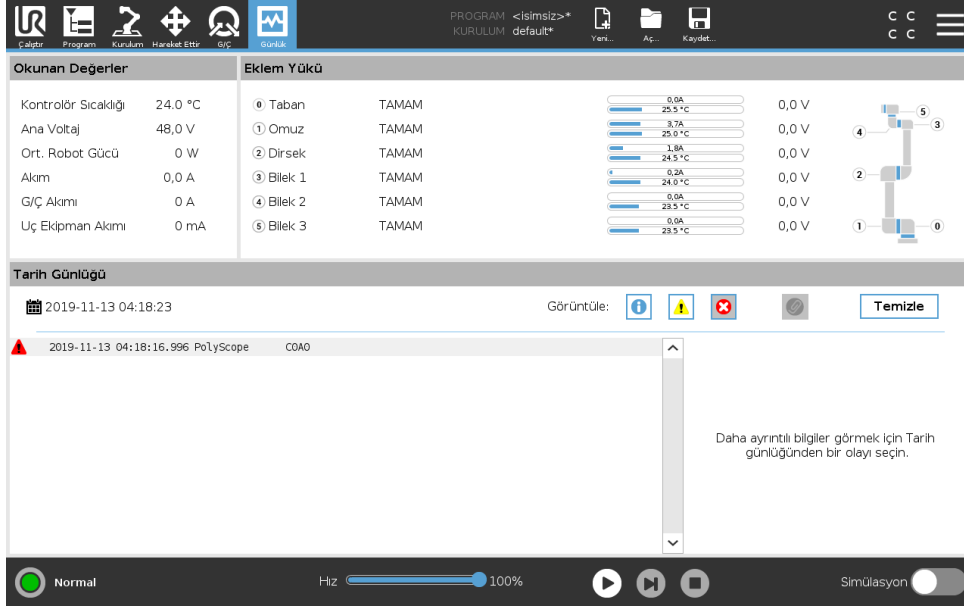 PROGRAM <isimsiz>*
KURULUM default*
Çalıştır Program Kurulum Hareket Ettir G/Ç Günlük
Yeni... Aç... Kaydet...
C C
C C
Okunan Değerler
Eklem Yükü
Kontrolör Sıcaklığı 24.0 °C
Ana Voltaj 48,0 V
Ort. Robot Gücü 0 W
Akım 0,0 A
G/Ç Akımı 0 A
Uç Ekipman Akımı 0 mA
0 Taban TAMAM 0,0A 25.5 °C 0,0 V
1 Omuz TAMAM 3,7A 25.0 °C 0,0 V
2 Dirsek TAMAM 1,8A 24.5 °C 0,0 V
3 Bilek 1 TAMAM 0,2A 24.0 °C 0,0 V
4 Bilek 2 TAMAM 0,0A 23.5 °C 0,0 V
5 Bilek 3 TAMAM 0,0A 23.5 °C 0,0 V
5
3
4
2
1
0
Tarih Günlüğü
2019-11-13 04:18:23
Görüntüle:
Temizle
2019-11-13 04:18:16.996 PolyScope C0A0
Daha ayrıntılı bilgiler görmek için Tarih
günlüğünden bir olayı seçin.
Normal
Hız 100%
Simülasyon